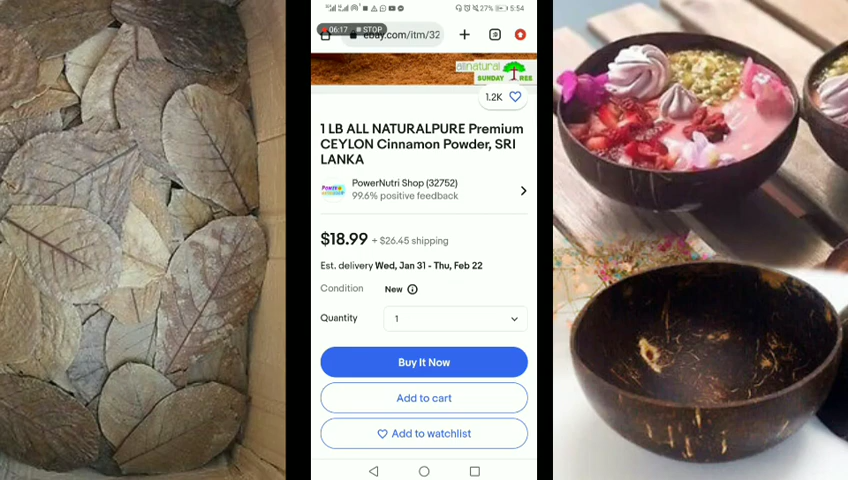 27% 5:54
06:17 STOP
ebay.com/itm/32
allnatural
SUNDAY TREE
1.2K
1 LB ALL NATURALPURE Premium
CEYLON Cinnamon Powder, SRI
LANKA
PowerNutri Shop (32752)
99.6% positive feedback
$18.99 + $26.45 shipping
Est. delivery Wed, Jan 31 - Thu, Feb 22
Condition New
Quantity 1
Buy It Now
Add to cart
Add to watchlist